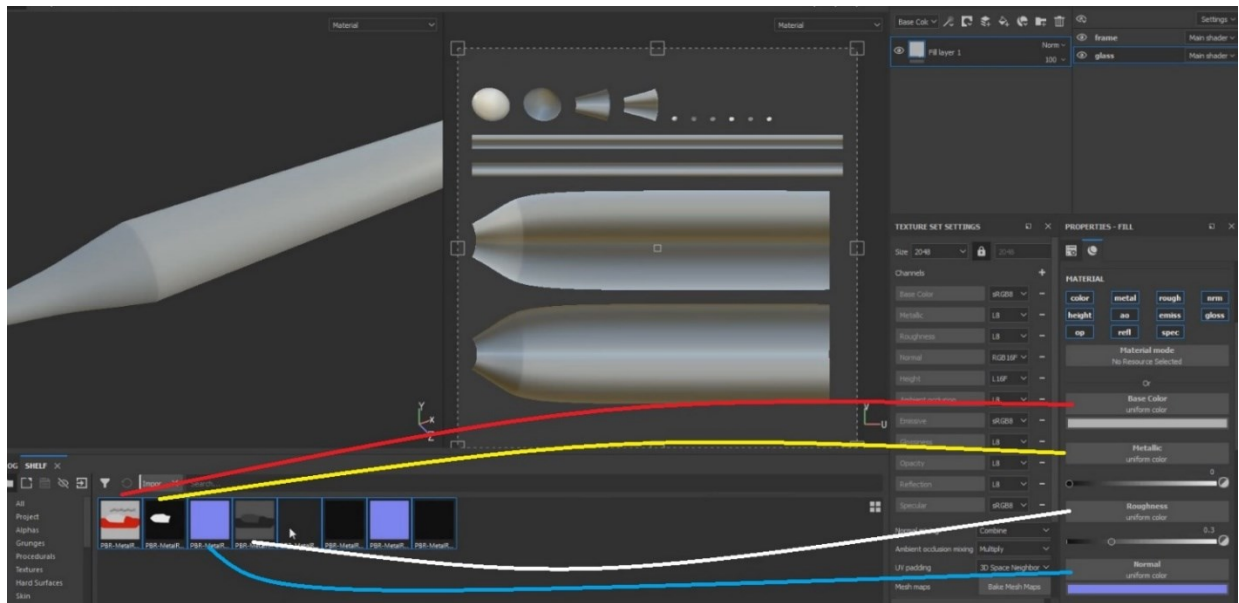 Material
Material
Base Col
Settings
frame Main shader
glass Main shader
Fill layer 1 Norm
100
Y
X
Z
U
TEXTURE SET SETTINGS
Size 2048 2048
Channels
Base Color sRGB8
Metallic L8
Roughness L8
Normal RGB16F
Height L16F
Ambient occlusion L8
Emissive sRGB8
L8
Opacity L8
Reflection L8
Specular sRGB8
Combine
Ambient occlusion mixing Multiply
UV padding 3D Space Neighbor
Mesh maps Bake Mesh Maps
PROPERTIES - FILL
MATERIAL
color metal rough nrm
height ao emiss gloss
op refl spec
Material mode
No Resource Selected
Or
Base Color
uniform color
Metallic
uniform color
0
Roughness
uniform color
0.3
Normal
uniform color
OG SHELF
Impor
All
Project
Alphas
Grunges
Procedurals
Textures
Hard Surfaces
Skin
PBR-MetalR... PBR-MetalR... PBR-MetalR... PBR-MetalR... PBR-MetalR... PBR-MetalR... PBR-MetalR...